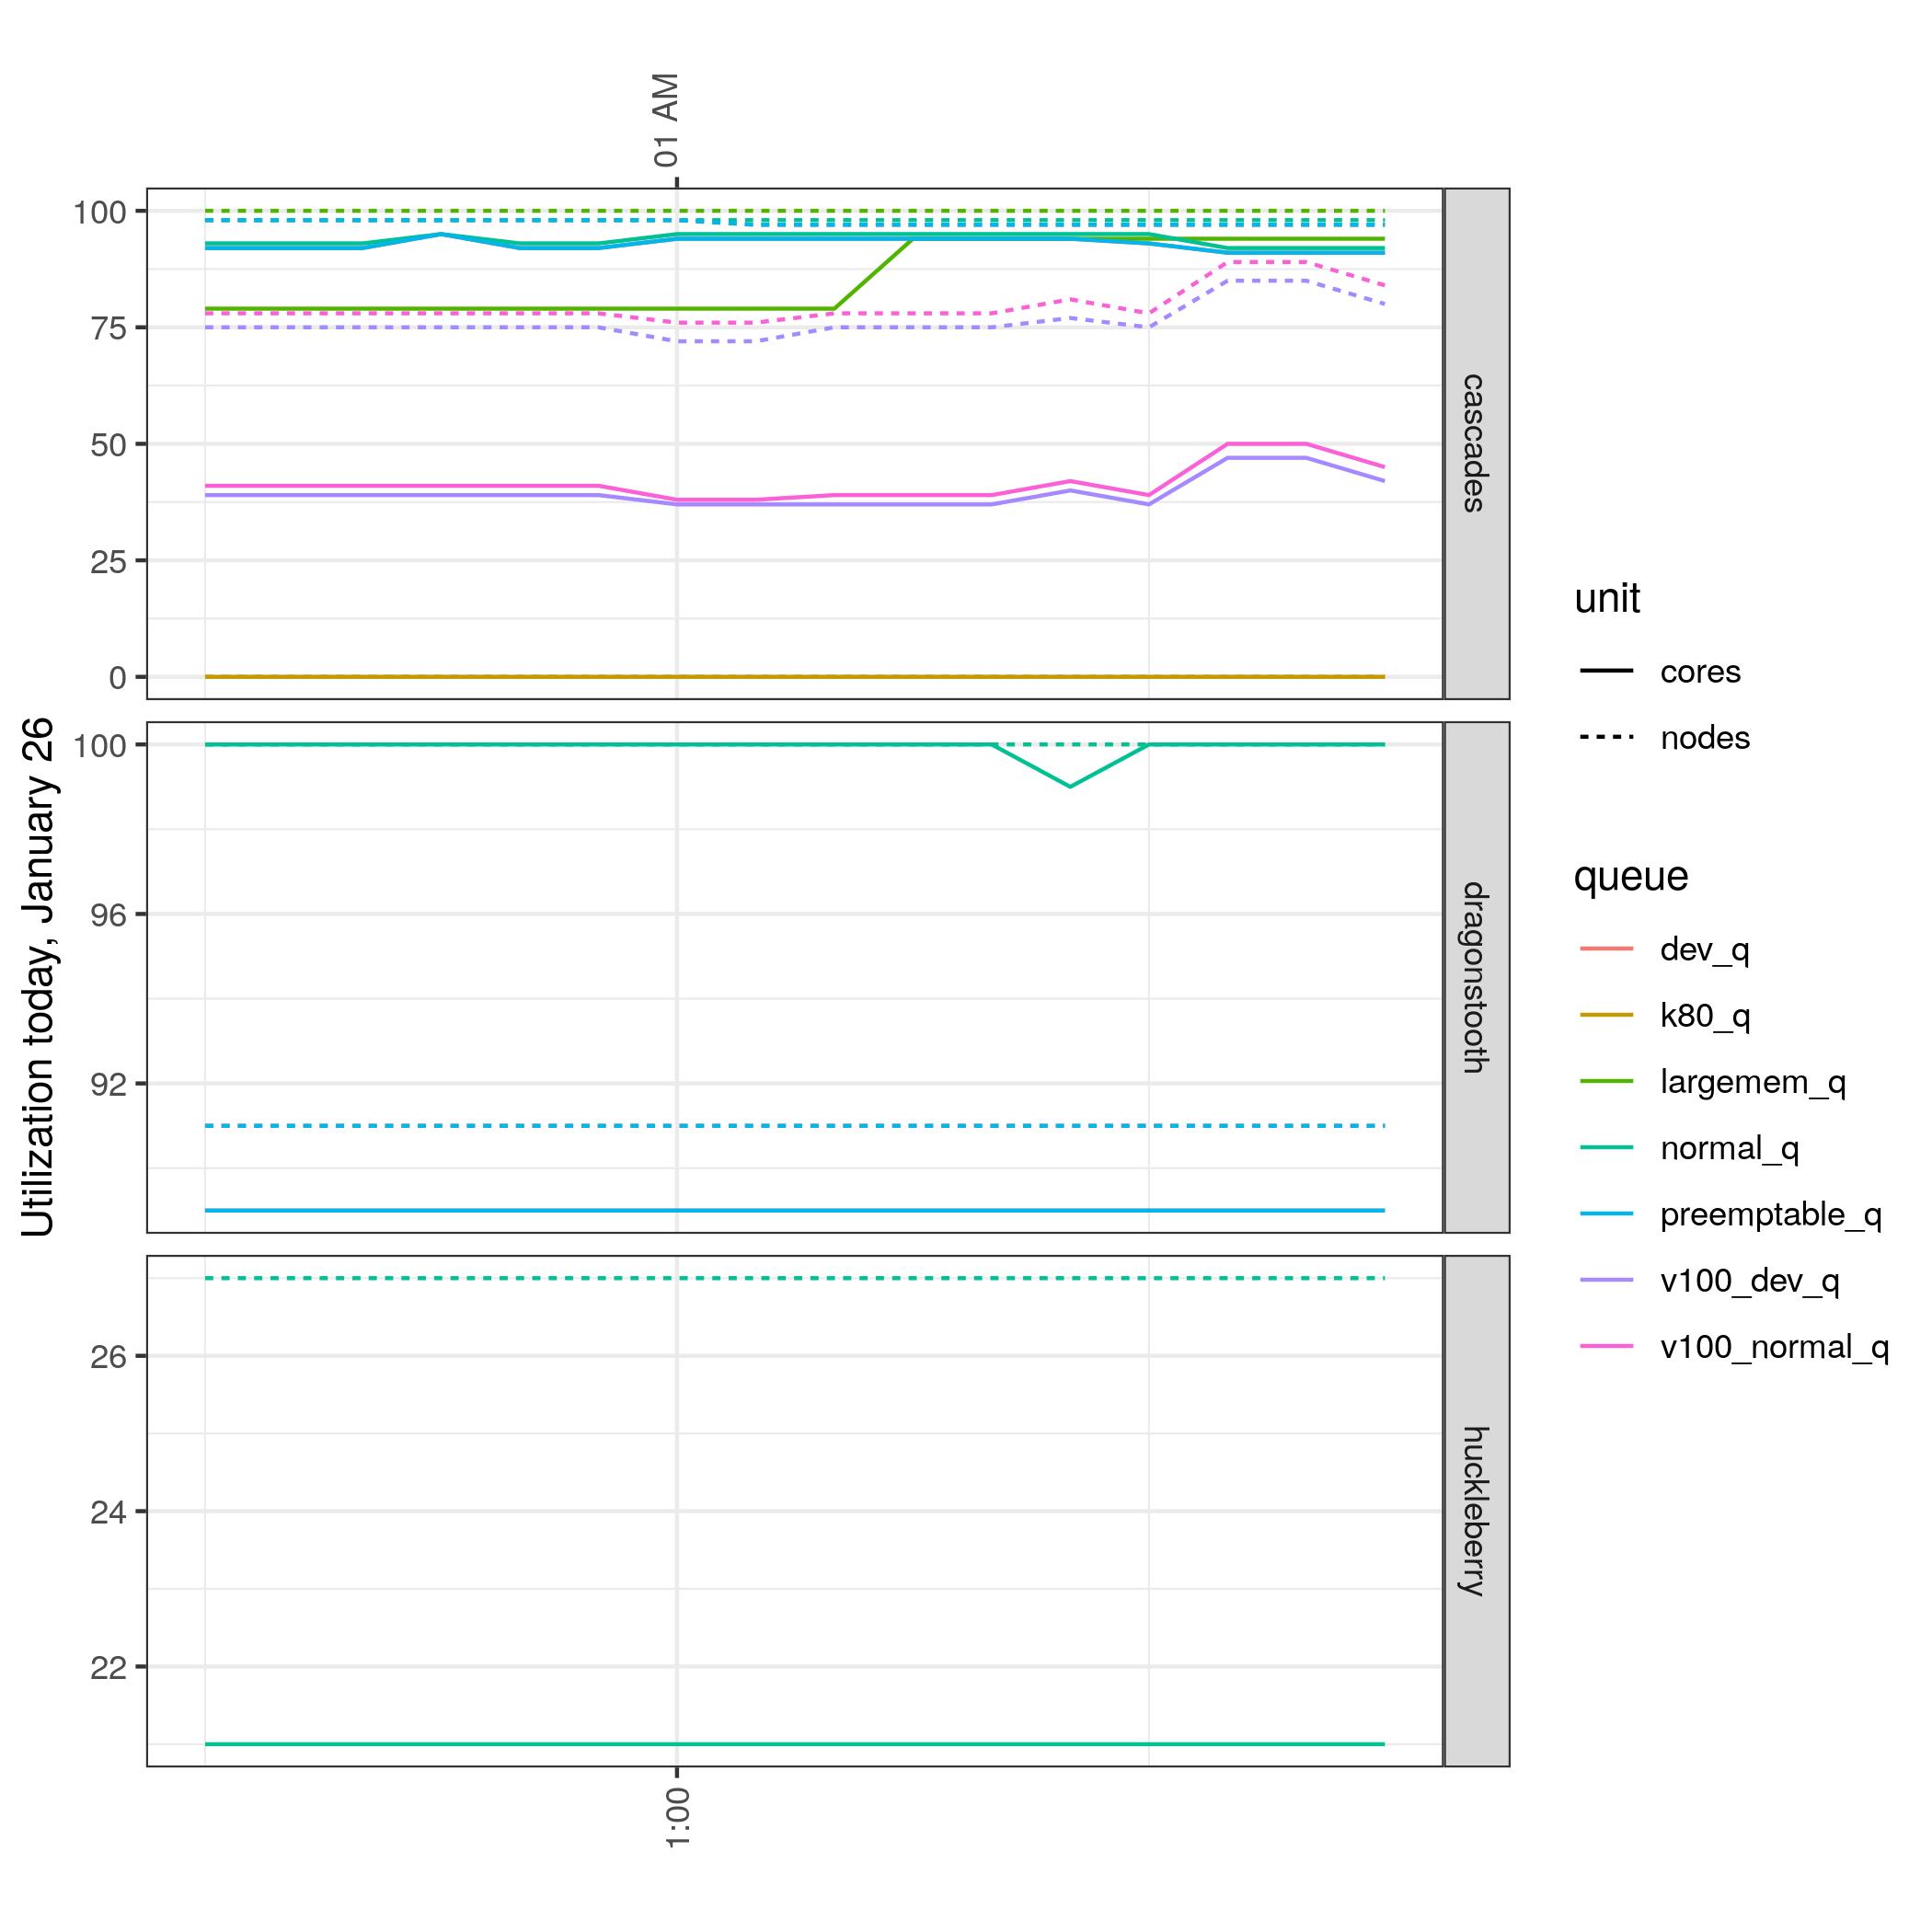 01 AM
100
75
50
25
0
cascades
Utilization today, January 26
100
96
92
dragonstooth
26
24
22
huckleberry
1:00
unit
cores
nodes
queue
dev_q
k80_q
largemem_q
normal_q
preemptable_q
v100_dev_q
v100_normal_q